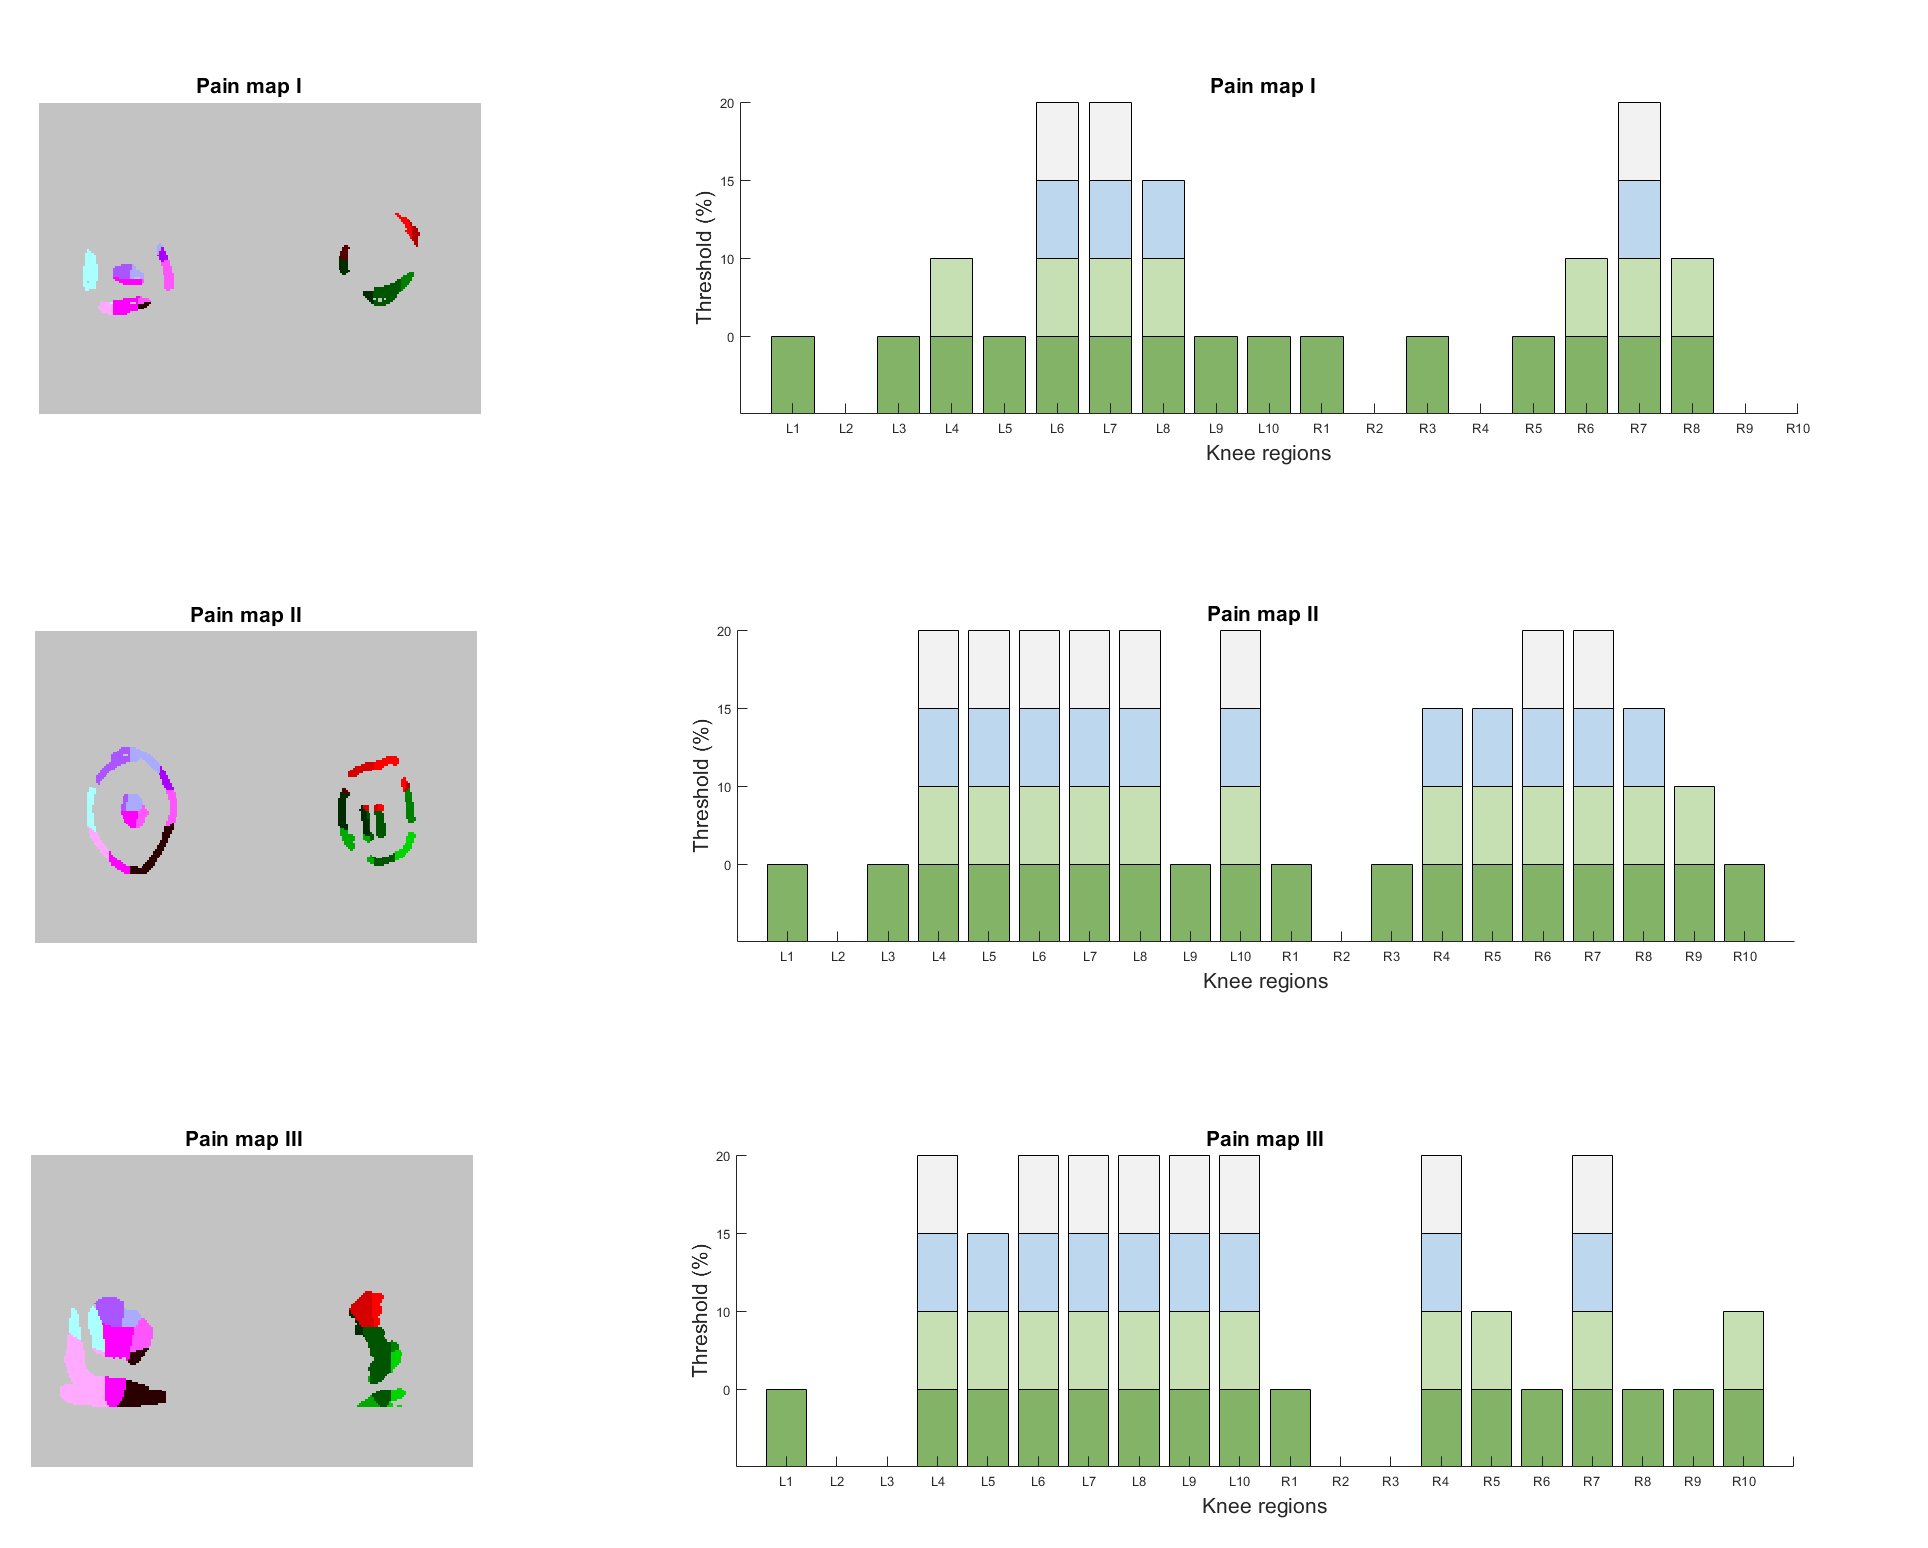 Pain map I
Pain map I
20
15
10
0
Threshold (%)
L1 L2 L3 L4 L5 L6 L7 L8 L9 L10 R1 R2 R3 R4 R5 R6 R7 R8 R9 R10
Knee regions
Pain map II
Pain map II
20
15
10
0
Threshold (%)
L1 L2 L3 L4 L5 L6 L7 L8 L9 L10 R1 R2 R3 R4 R5 R6 R7 R8 R9 R10
Knee regions
Pain map III
Pain map III
20
15
10
0
Threshold (%)
L1 L2 L3 L4 L5 L6 L7 L8 L9 L10 R1 R2 R3 R4 R5 R6 R7 R8 R9 R10
Knee regions